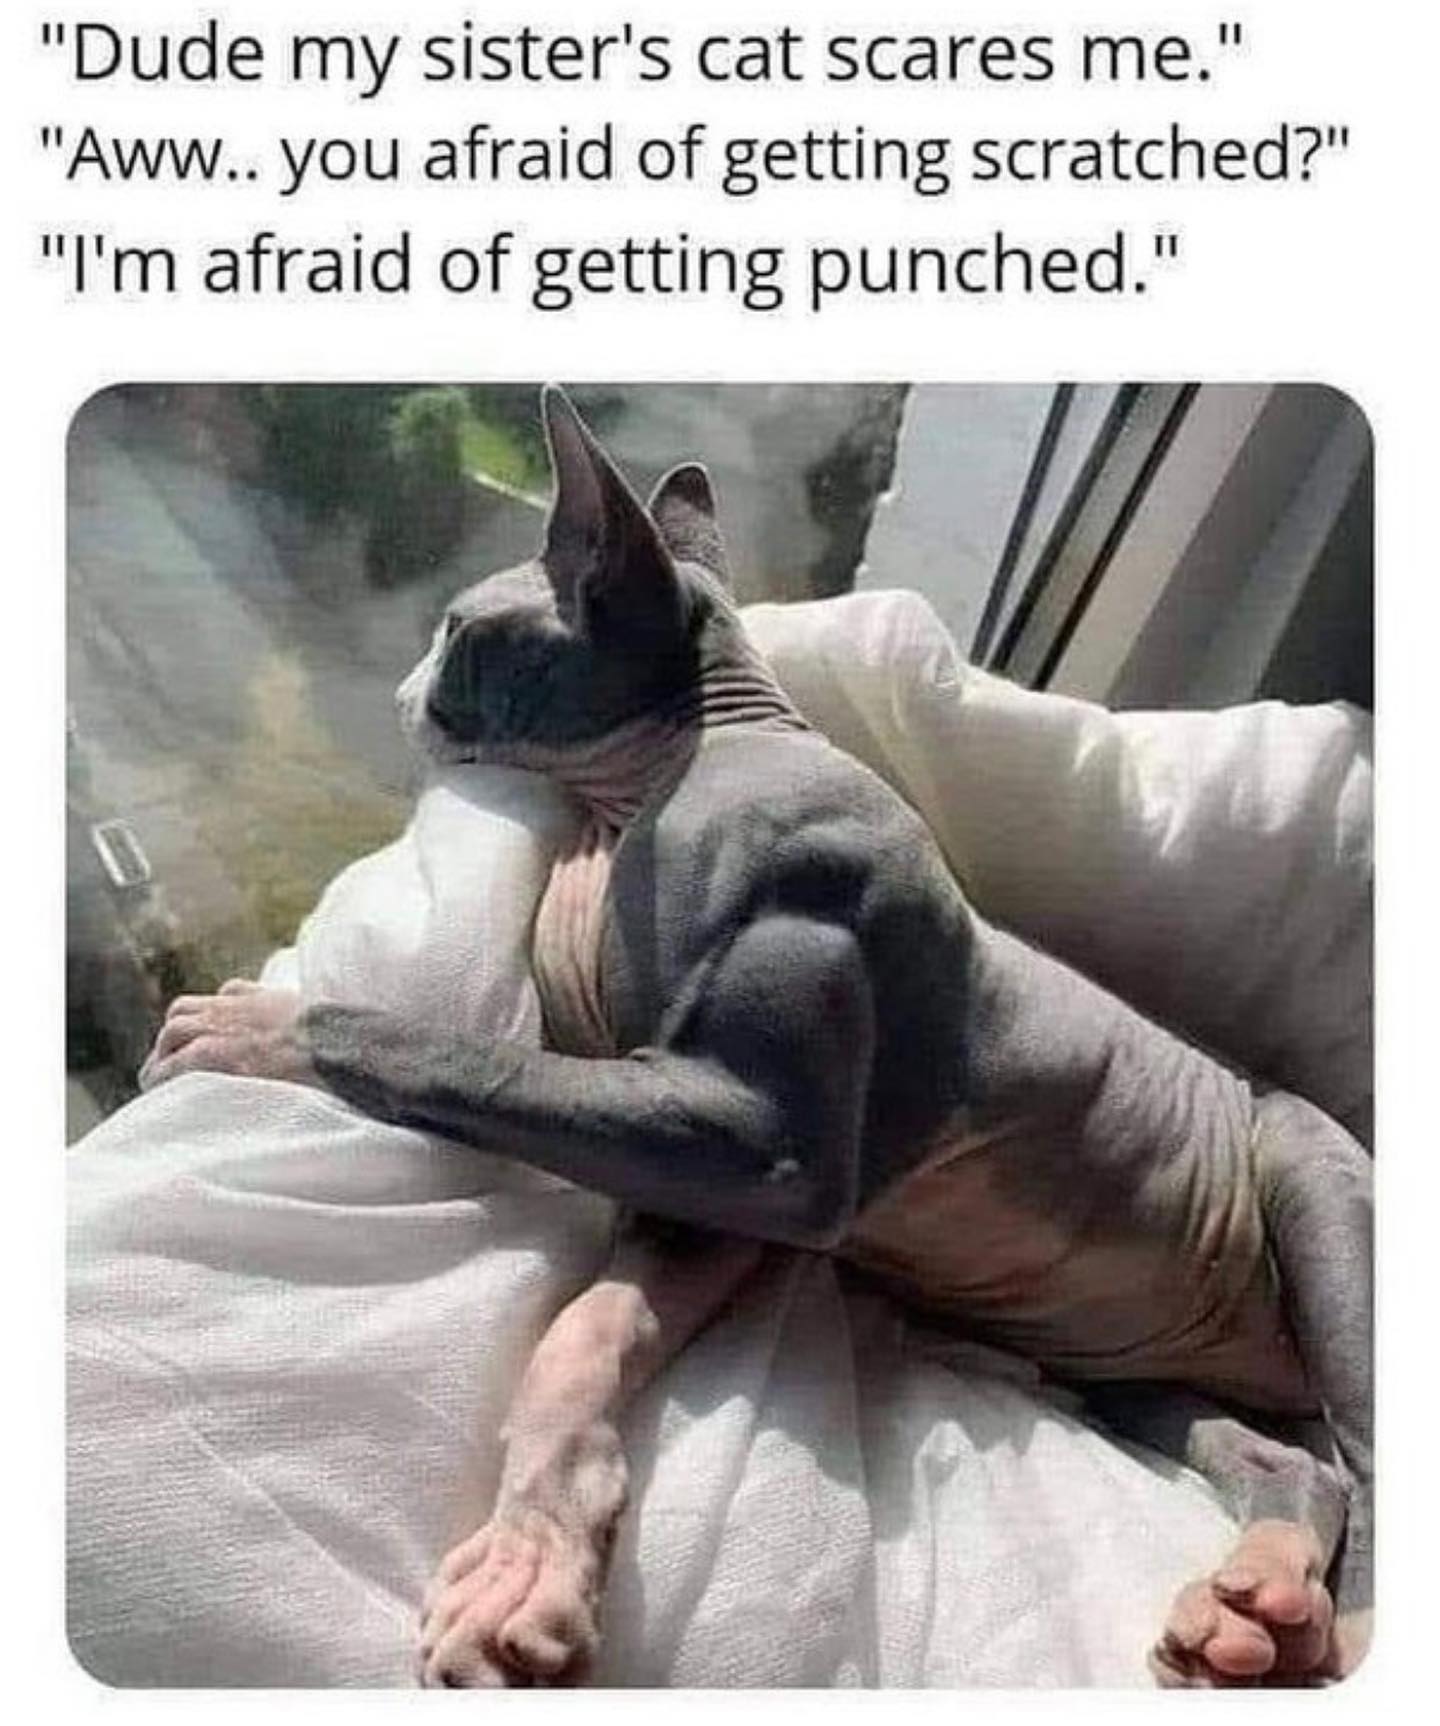 "Dude my sister's cat scares me."
"Aww.. you afraid of getting scratched?"
"I'm afraid of getting punched."